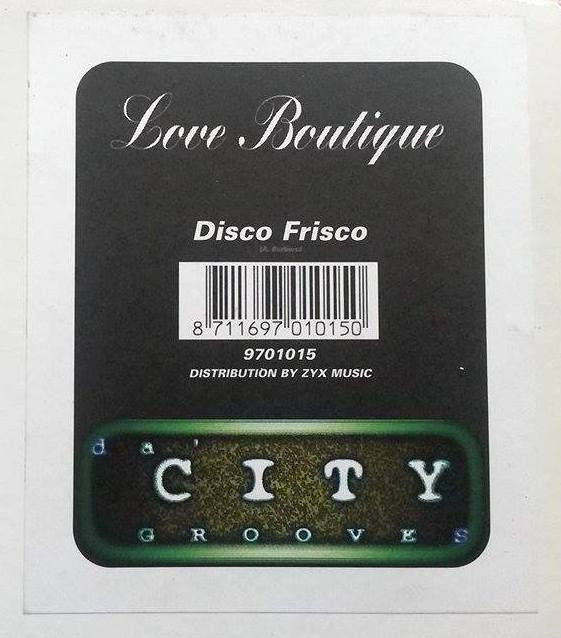 Love Boutique
Disco Frisco
8 711697 010150
9701015
DISTRIBUTION BY ZYX MUSIC
da'
CITY
GROOVES